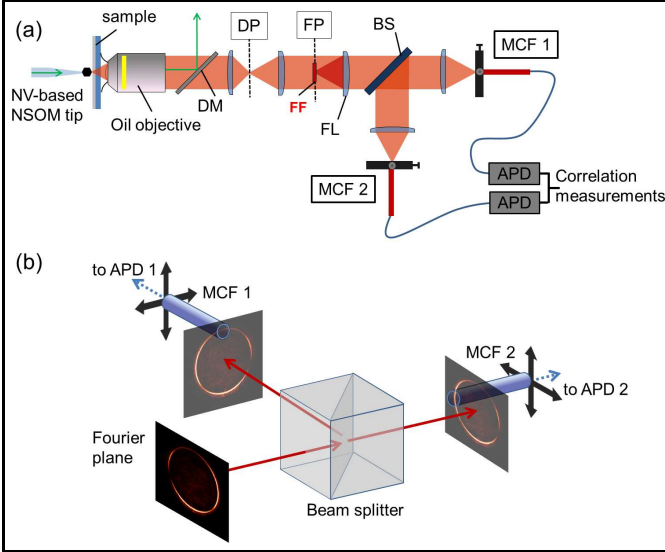 (a)
sample
DP
FP
BS
MCF 1
NV-based
NSOM tip
Oil objective
DM
FF
FL
MCF 2
APD
APD
Correlation
measurements
(b)
to APD 1
MCF 1
MCF 2
to APD 2
Fourier
plane
Beam splitter